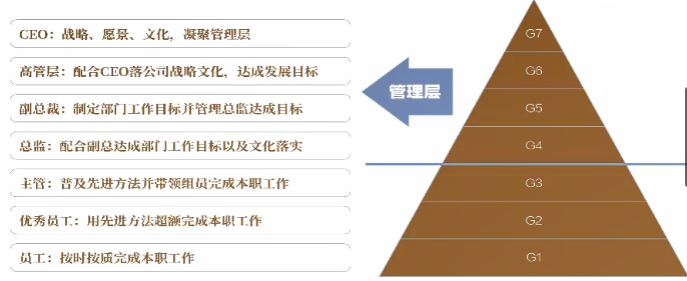 CEO：战略、愿景、文化，凝聚管理层
高管层：配合CEO落公司战略文化，达成发展目标
副总裁：制定部门工作目标并管理总监达成目标
总监：配合副总达成部门工作目标以及文化落实
主管：普及先进方法并带领组员完成本职工作
优秀员工：用先进方法超额完成本职工作
员工：按时按质完成本职工作
管理层
G7
G6
G5
G4
G3
G2
G1